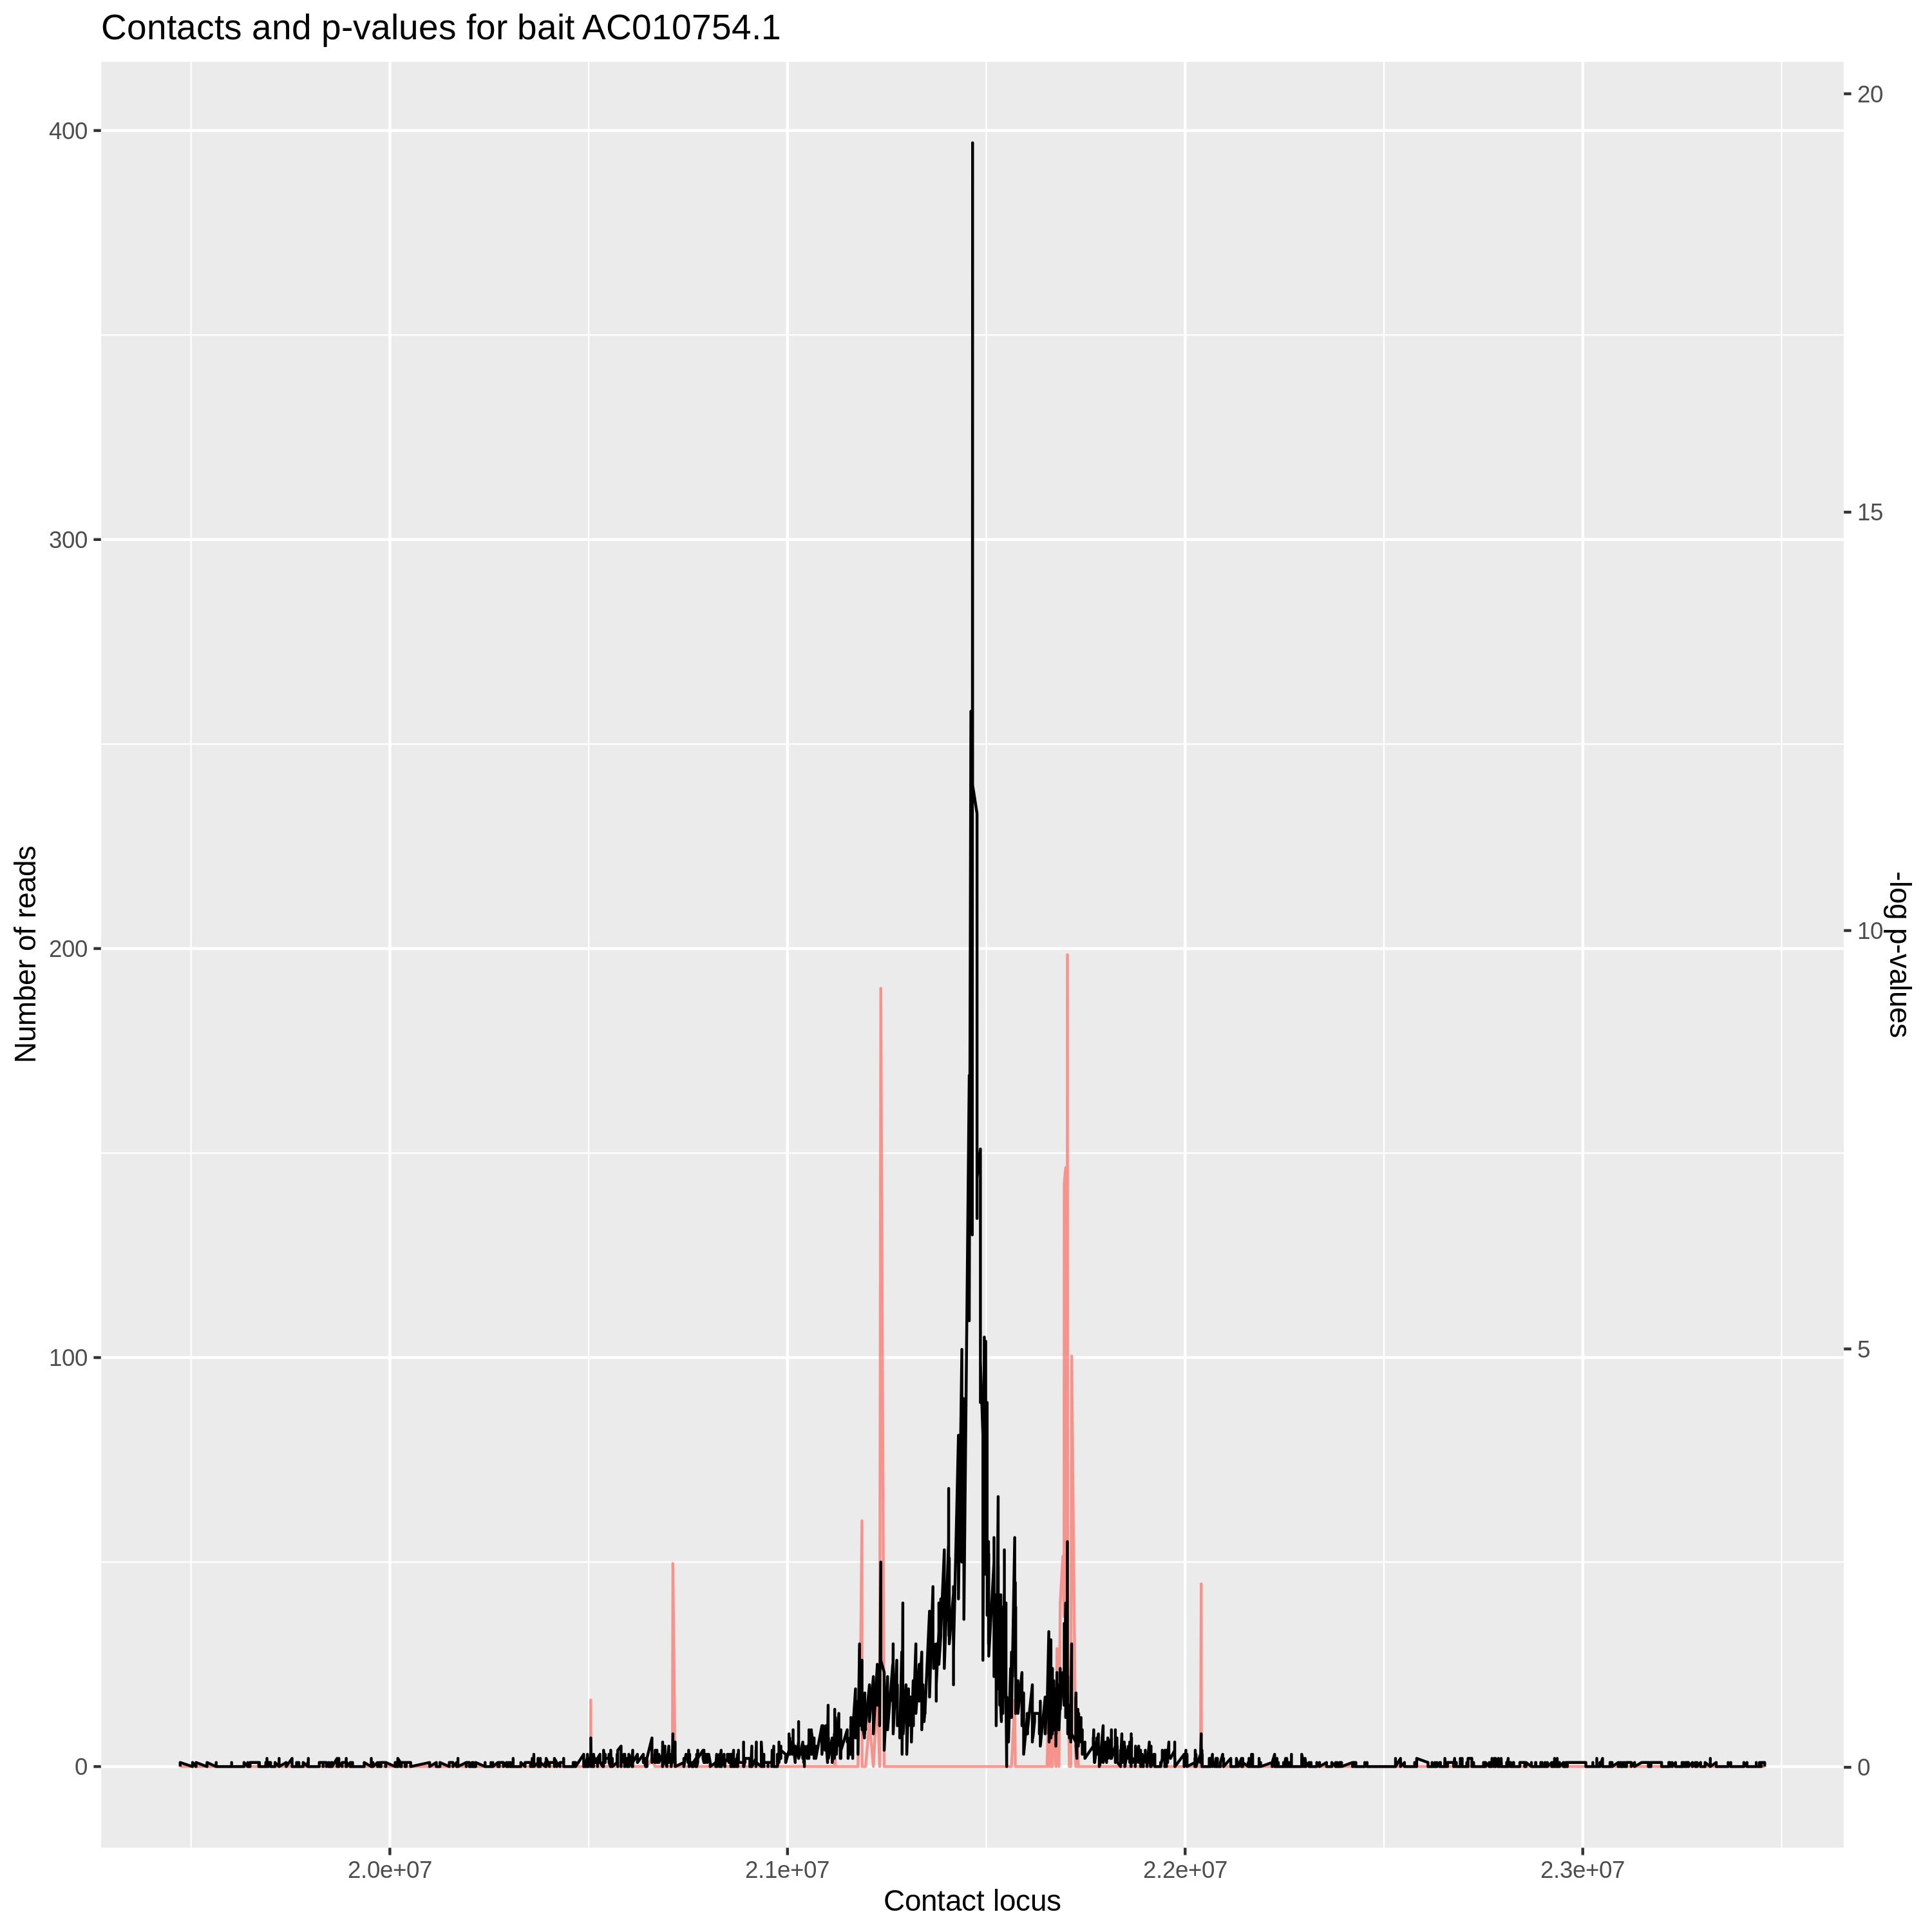 Contacts and p-values for bait AC010754.1
400
300
200
100
0
Number of reads
20
15
10
5
0
-log p-values
2.0e+07
2.1e+07
2.2e+07
2.3e+07
Contact locus